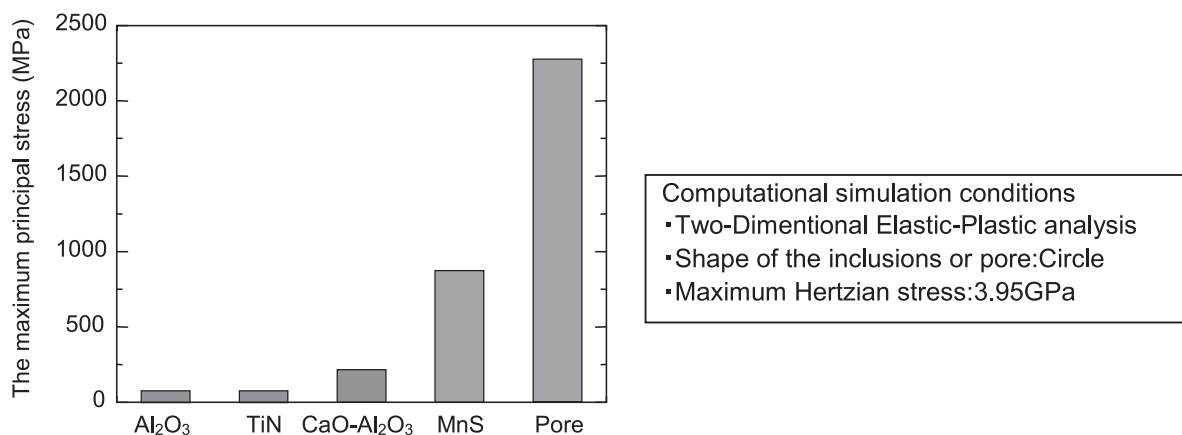 The maximum principal stress (MPa)
2500
2000
1500
1000
500
0
Al₂O₃ TiN CaO-Al₂O₃ MnS Pore
Computational simulation conditions
・Two-Dimentional Elastic-Plastic analysis
・Shape of the inclusions or pore:Circle
・Maximum Hertzian stress:3.95GPa